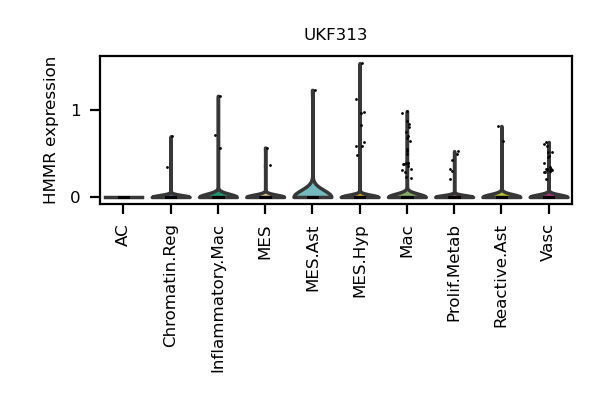 UKF313
HMMR expression
1
0
AC
Chromatin.Reg
Inflammatory.Mac
MES
MES.Ast
MES.Hyp
Mac
Prolif.Metab
Reactive.Ast
Vasc